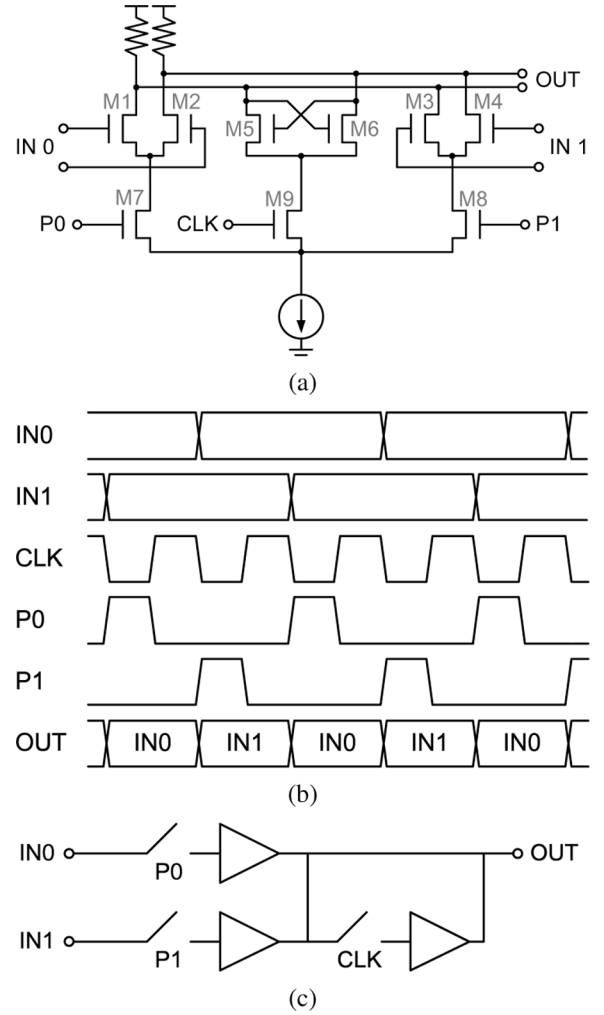 OUT
M1 M2 M5 M6 M3 M4
IN 0 IN 1
M7 M9 M8
P0 CLK P1
(a)
IN0
IN1
CLK
P0
P1
OUT IN0 IN1 IN0 IN1 IN0
(b)
IN0 OUT
P0
IN1
P1 CLK
(c)